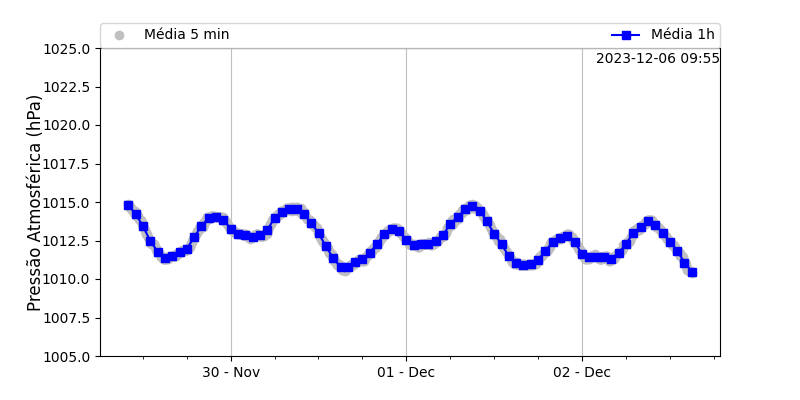 Média 5 min
Média 1h
2023-12-06 09:55
Pressão Atmosférica (hPa)
1025.0
1022.5
1020.0
1017.5
1015.0
1012.5
1010.0
1007.5
1005.0
30 - Nov
01 - Dec
02 - Dec